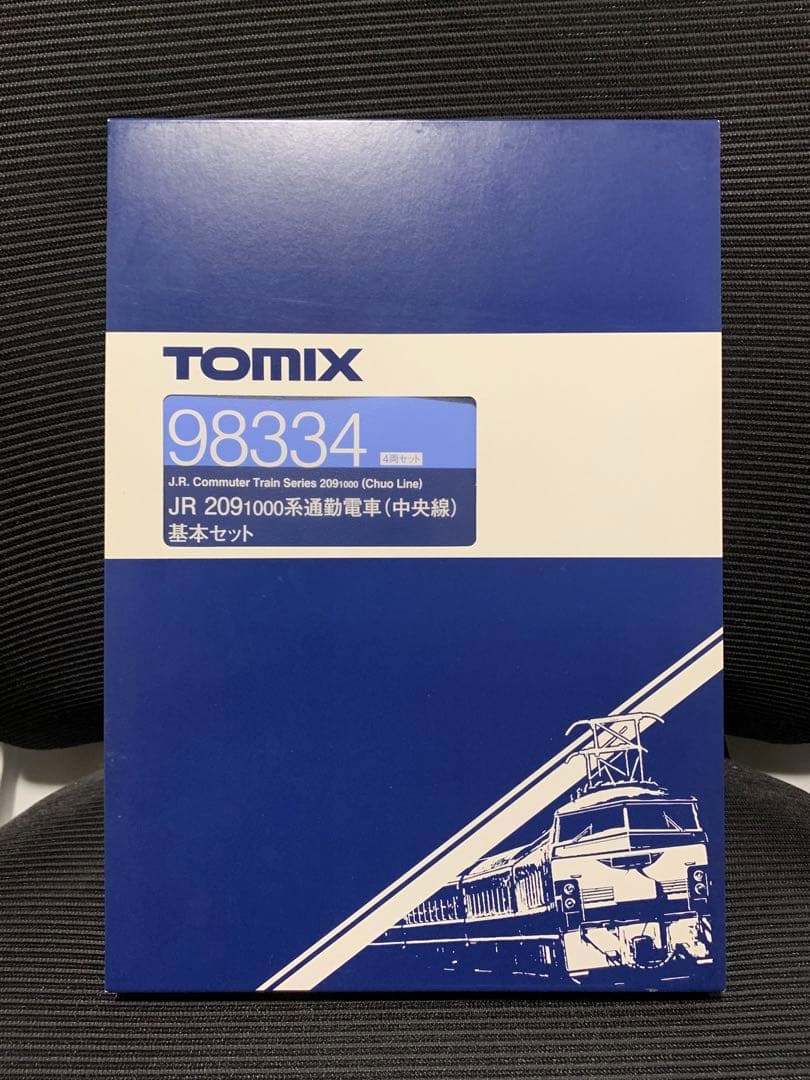 TOMIX
98334 4両セット
J.R. Commuter Train Series 2091000 (Chuo Line)
JR 2091000系通勤電車(中央線)
基本セット